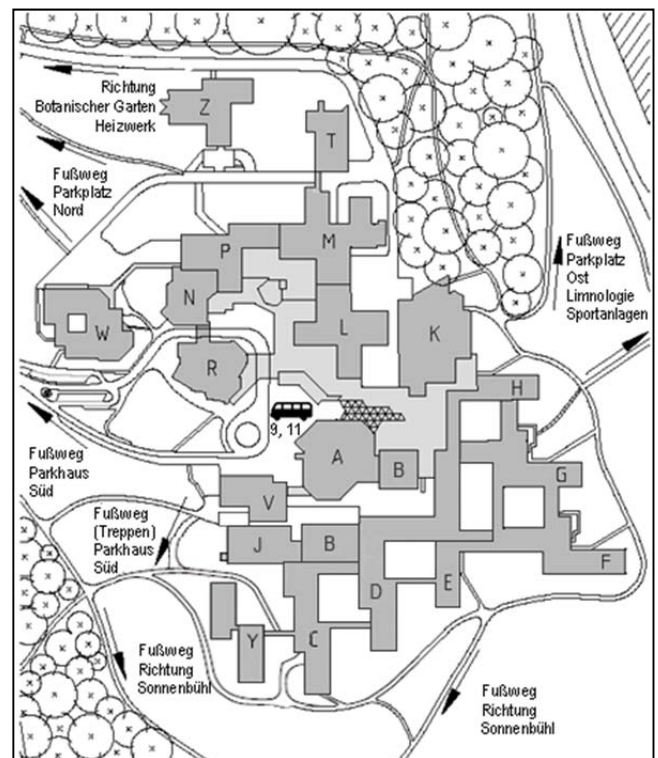 Richtung
Botanischer Garten
Heizwerk
Z
T
Fußweg
Parkplatz
Nord
P
M
Fußweg
Parkplatz
Ost
Limnologie
Sportanlagen
N
W
L
K
R
H
9, 11
Fußweg
Parkhaus
Süd
A
B
G
V
Fußweg
(Treppen)
Parkhaus
Süd
J
B
F
D
E
Y
C
Fußweg
Richtung
Sonnenbühl
Fußweg
Richtung
Sonnenbühl